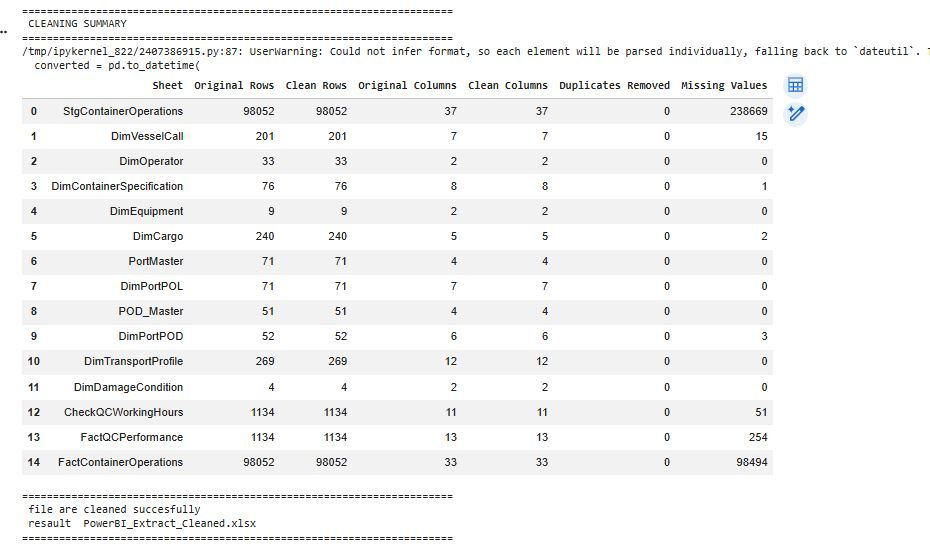 ==================================================================
CLEANING SUMMARY
==================================================================
/tmp/ipykernel_822/2407386915.py:87: UserWarning: Could not infer format, so each element will be parsed individually, falling back to `dateutil`.
converted = pd.to_datetime(
Sheet Original Rows Clean Rows Original Columns Clean Columns Duplicates Removed Missing Values
0 StgContainerOperations 98052 98052 37 37 0 238669
1 DimVesselCall 201 201 7 7 0 15
2 DimOperator 33 33 2 2 0 0
3 DimContainerSpecification 76 76 8 8 0 1
4 DimEquipment 9 9 2 2 0 0
5 DimCargo 240 240 5 5 0 2
6 PortMaster 71 71 4 4 0 0
7 DimPortPOL 71 71 7 7 0 0
8 POD_Master 51 51 4 4 0 0
9 DimPortPOD 52 52 6 6 0 3
10 DimTransportProfile 269 269 12 12 0 0
11 DimDamageCondition 4 4 2 2 0 0
12 CheckQCWorkingHours 1134 1134 11 11 0 51
13 FactQCPerformance 1134 1134 13 13 0 254
14 FactContainerOperations 98052 98052 33 33 0 98494
==================================================================
file are cleaned succesfully
resault PowerBI_Extract_Cleaned.xlsx
==================================================================